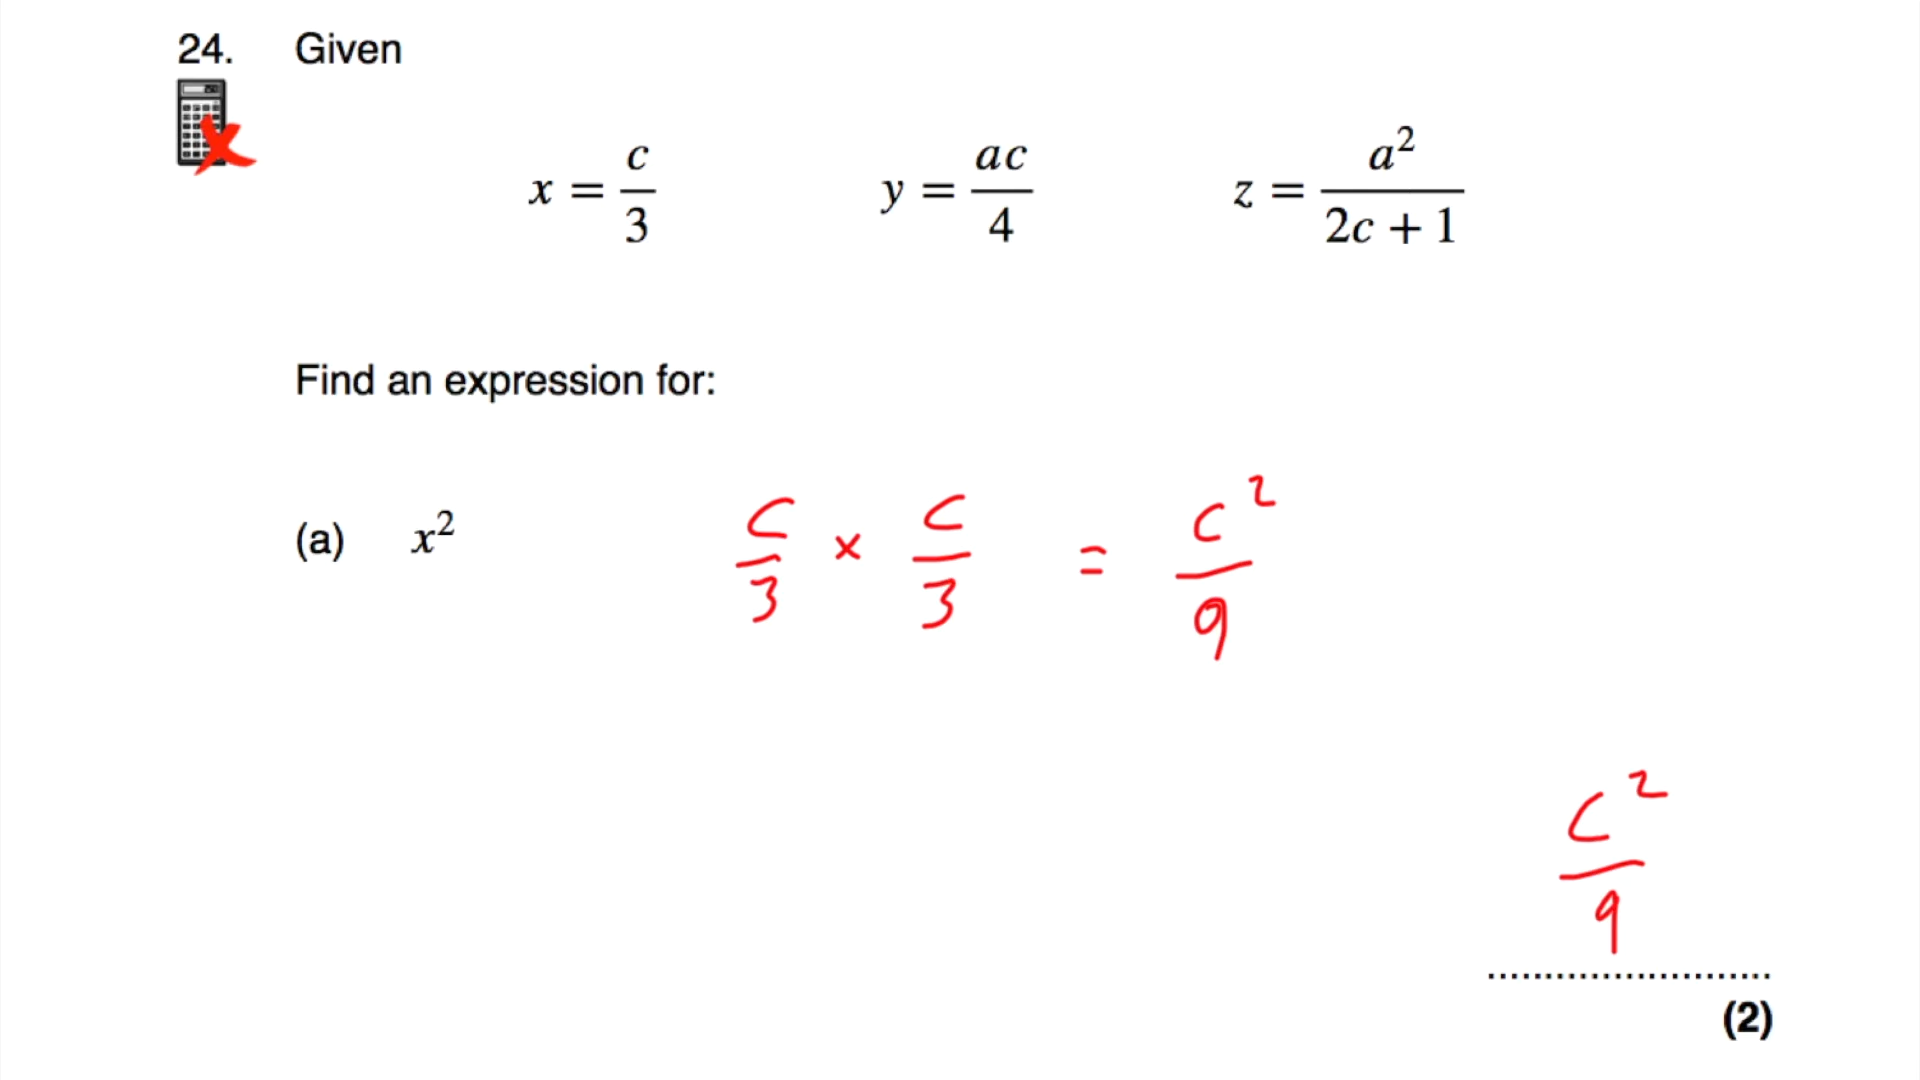 24. Given
x = c/3    y = ac/4    z = a²/(2c + 1)
Find an expression for:
(a) x²    c/3 × c/3 = c²/9
c²/9
........................
(2)